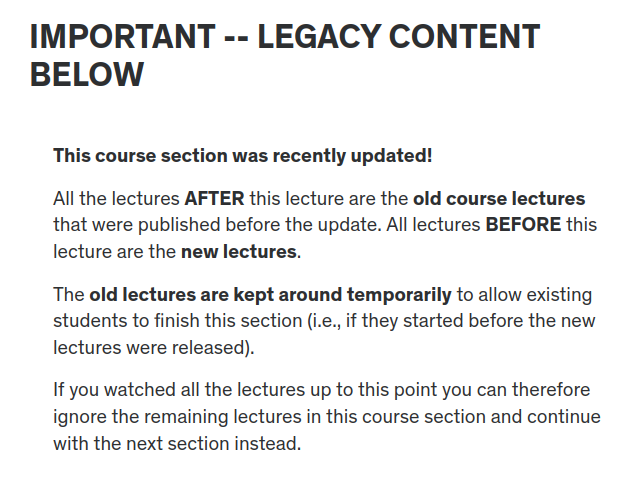 IMPORTANT -- LEGACY CONTENT
BELOW
This course section was recently updated!
All the lectures AFTER this lecture are the old course lectures
that were published before the update. All lectures BEFORE this
lecture are the new lectures.
The old lectures are kept around temporarily to allow existing
students to finish this section (i.e., if they started before the new
lectures were released).
If you watched all the lectures up to this point you can therefore
ignore the remaining lectures in this course section and continue
with the next section instead.